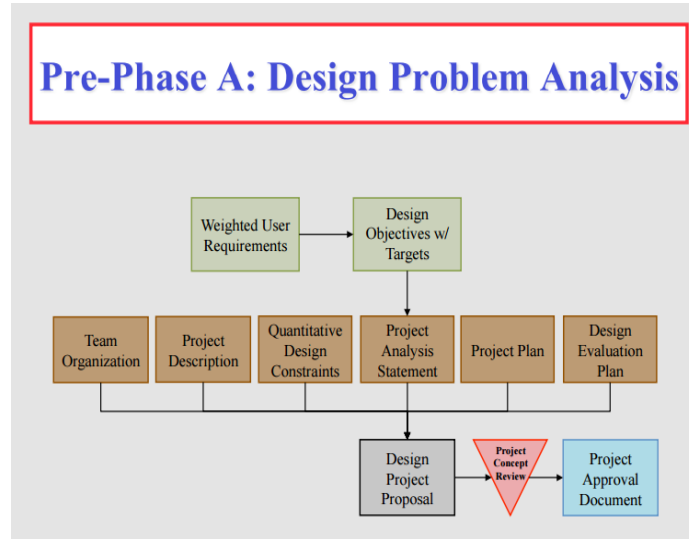 Pre-Phase A: Design Problem Analysis
Weighted User
Requirements
Design
Objectives w/
Targets
Team
Organization
Project
Description
Quantitative
Design
Constraints
Project
Analysis
Statement
Project Plan
Design
Evaluation
Plan
Design
Project
Proposal
Project
Concept
Review
Project
Approval
Document